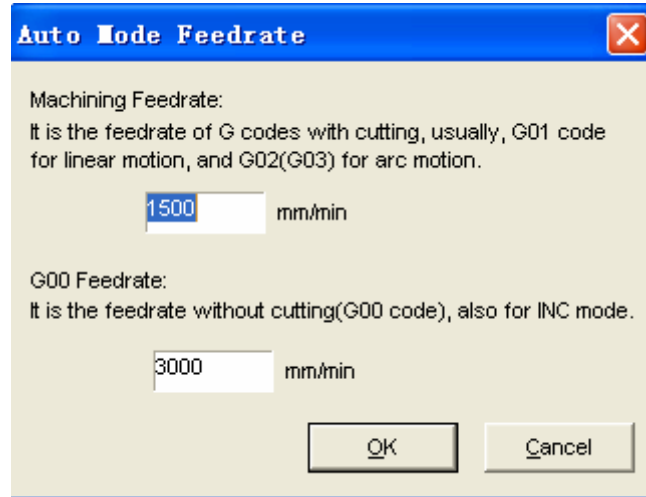 Auto Mode Feedrate
Machining Feedrate:
It is the feedrate of G codes with cutting, usually, G01 code
for linear motion, and G02(G03) for arc motion.
1500 mm/min
G00 Feedrate:
It is the feedrate without cutting(G00 code), also for INC mode.
3000 mm/min
OK Cancel